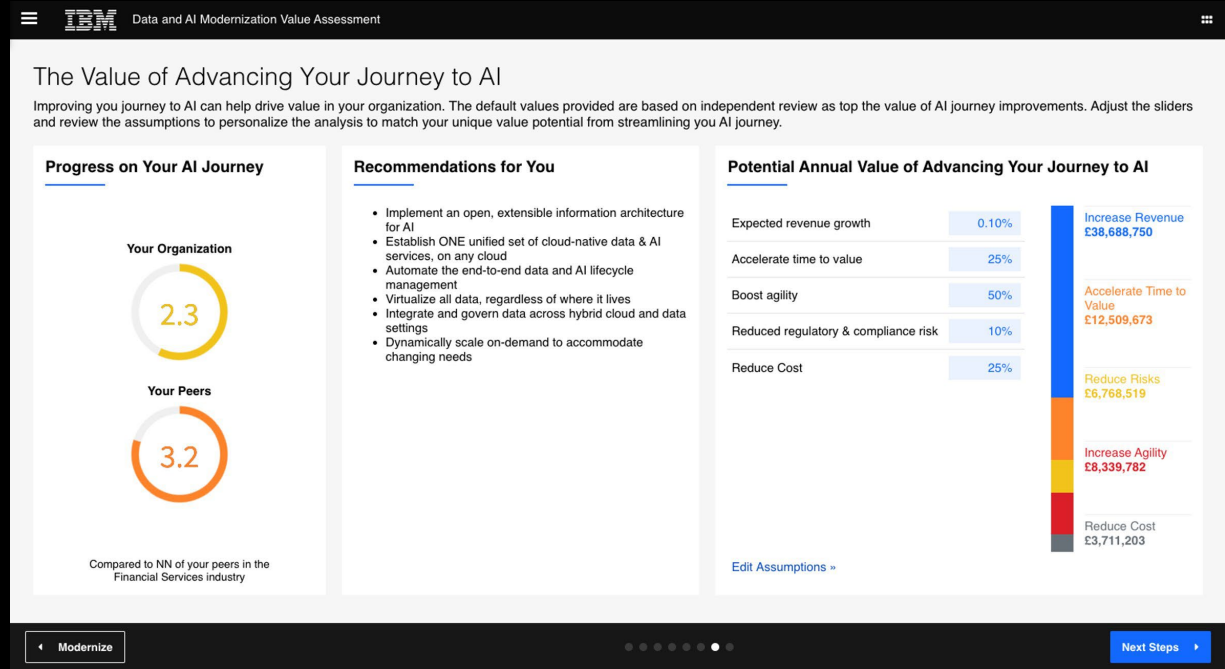 IBM Data and AI Modernization Value Assessment
The Value of Advancing Your Journey to AI
Improving you journey to AI can help drive value in your organization. The default values provided are based on independent review as top the value of AI journey improvements. Adjust the sliders
and review the assumptions to personalize the analysis to match your unique value potential from streamlining you AI journey.
Progress on Your AI Journey
Your Organization
2.3
Your Peers
3.2
Compared to NN of your peers in the
Financial Services industry
Recommendations for You
• Implement an open, extensible information architecture
for AI
• Establish ONE unified set of cloud-native data & AI
services, on any cloud
• Automate the end-to-end data and AI lifecycle
management
• Virtualize all data, regardless of where it lives
• Integrate and govern data across hybrid cloud and data
settings
• Dynamically scale on-demand to accommodate
changing needs
Potential Annual Value of Advancing Your Journey to AI
Expected revenue growth 0.10%
Accelerate time to value 25%
Boost agility 50%
Reduced regulatory & compliance risk 10%
Reduce Cost 25%
Increase Revenue
£38,688,750
Accelerate Time to
Value
£12,509,673
Reduce Risks
£6,768,519
Increase Agility
£8,339,782
Reduce Cost
£3,711,203
Edit Assumptions »
Modernize
Next Steps